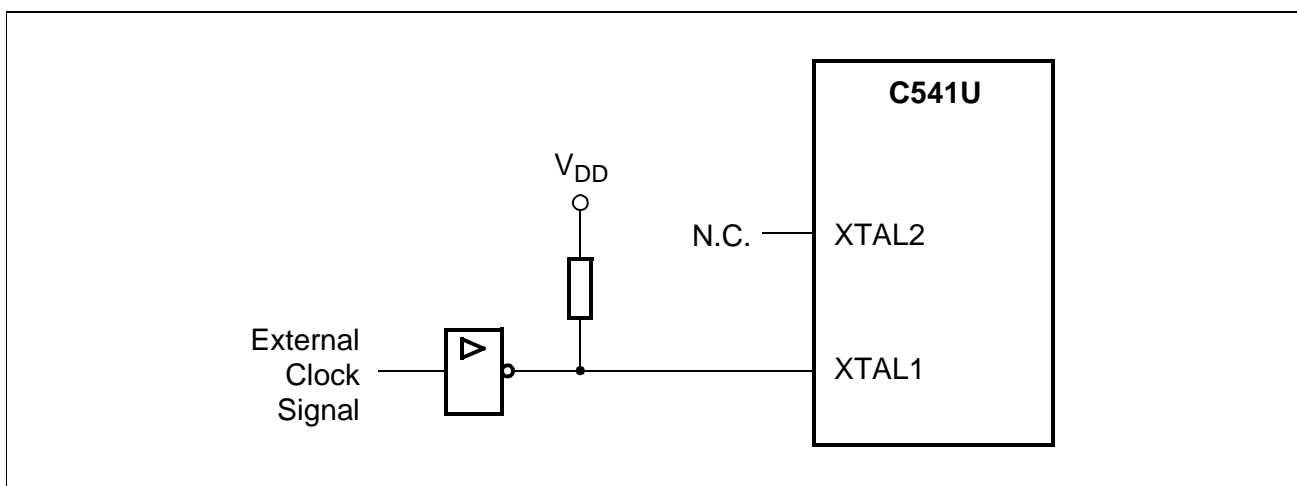 C541U
VDD
N.C.
XTAL2
External
Clock
Signal
XTAL1